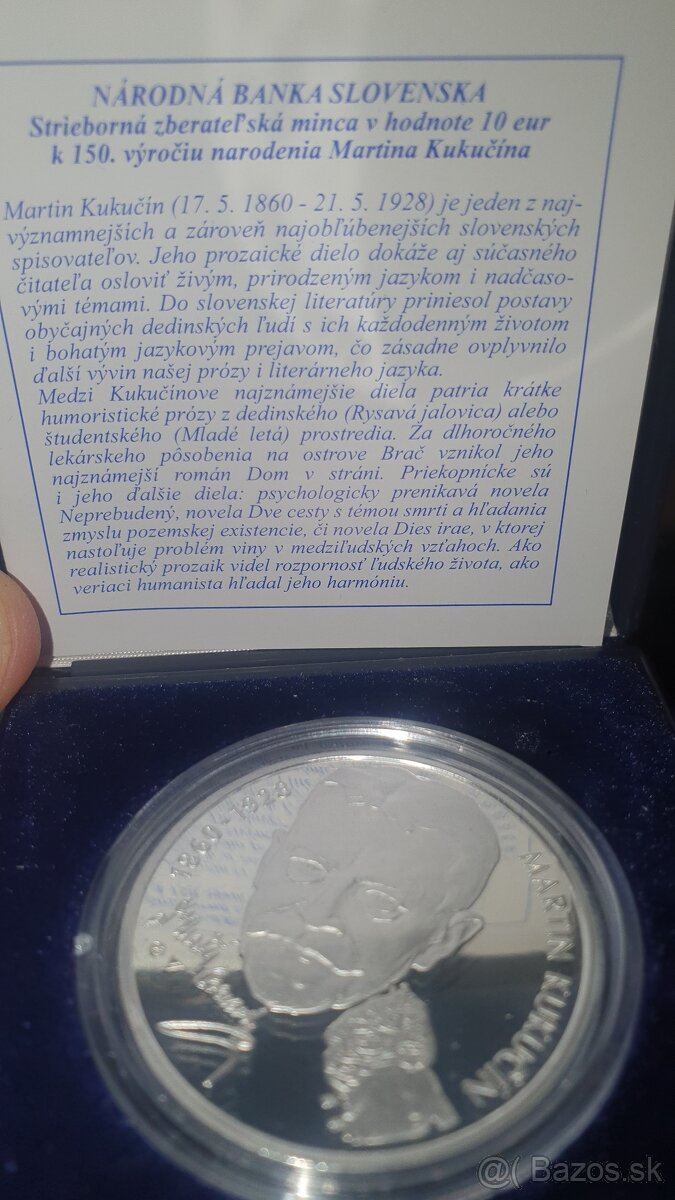 NÁRODNÁ BANKA SLOVENSKA
Strieborná zberateľská minca v hodnote 10 eur
k 150. výročiu narodenia Martina Kukučína
Martin Kukučín (17. 5. 1860 - 21. 5. 1928) je jeden z naj-
významnejších a zároveň najobľúbenejších slovenských
spisovateľov. Jeho prozaické dielo dokáže aj súčasného
čitateľa osloviť živým, prirodzeným jazykom i nadčaso-
vými témami. Do slovenskej literatúry priniesol postavy
obyčajných dedinských ľudí s ich každodenným životom
i bohatým jazykovým prejavom, čo zásadne ovplyvnilo
ďalší vývin našej prózy i literárneho jazyka.
Medzi Kukučínove najznámejšie diela patria krátke
humoristické prózy z dedinského (Rysavá jalovica) alebo
študentského (Mladé letá) prostredia. Za dlhoročného
lekárskeho pôsobenia na ostrove Brač vznikol jeho
najznámejší román Dom v stráni. Priekopnícke sú
i jeho ďalšie diela: psychologicky prenikavá novela
Neprebudený, novela Dve cesty s témou smrti a hľadania
zmyslu pozemskej existencie, či novela Dies irae, v ktorej
nastoľuje problém viny v medziľudských vzťahoch. Ako
realistický prozaik videl rozpornosť ľudského života, ako
veriaci humanista hľadal jeho harmóniu.
1860-1928
MARTIN KUKUČÍN
@( Bazos.sk